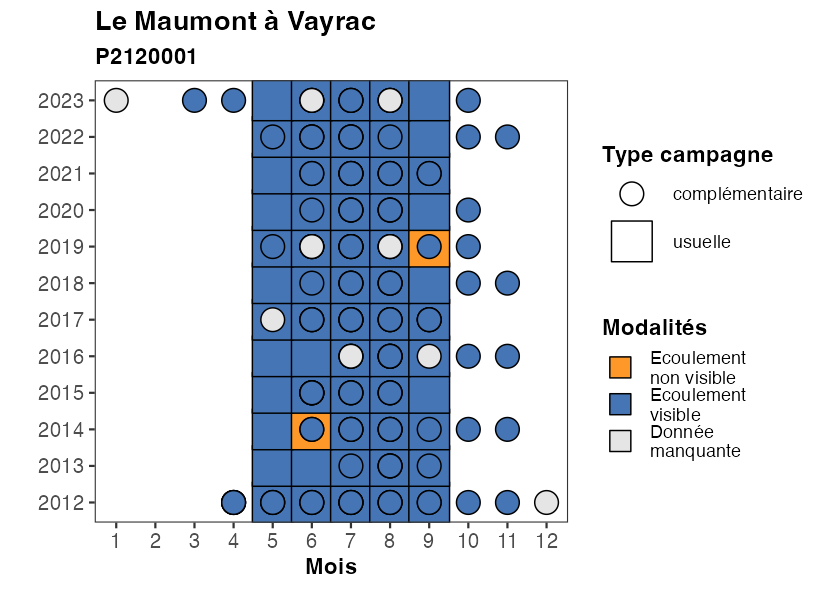 Le Maumont à Vayrac
P2120001
2023
2022
2021
2020
2019
2018
2017
2016
2015
2014
2013
2012
1 2 3 4 5 6 7 8 9 10 11 12
Mois
Type campagne
complémentaire
usuelle
Modalités
Ecoulement
non visible
Ecoulement
visible
Donnée
manquante